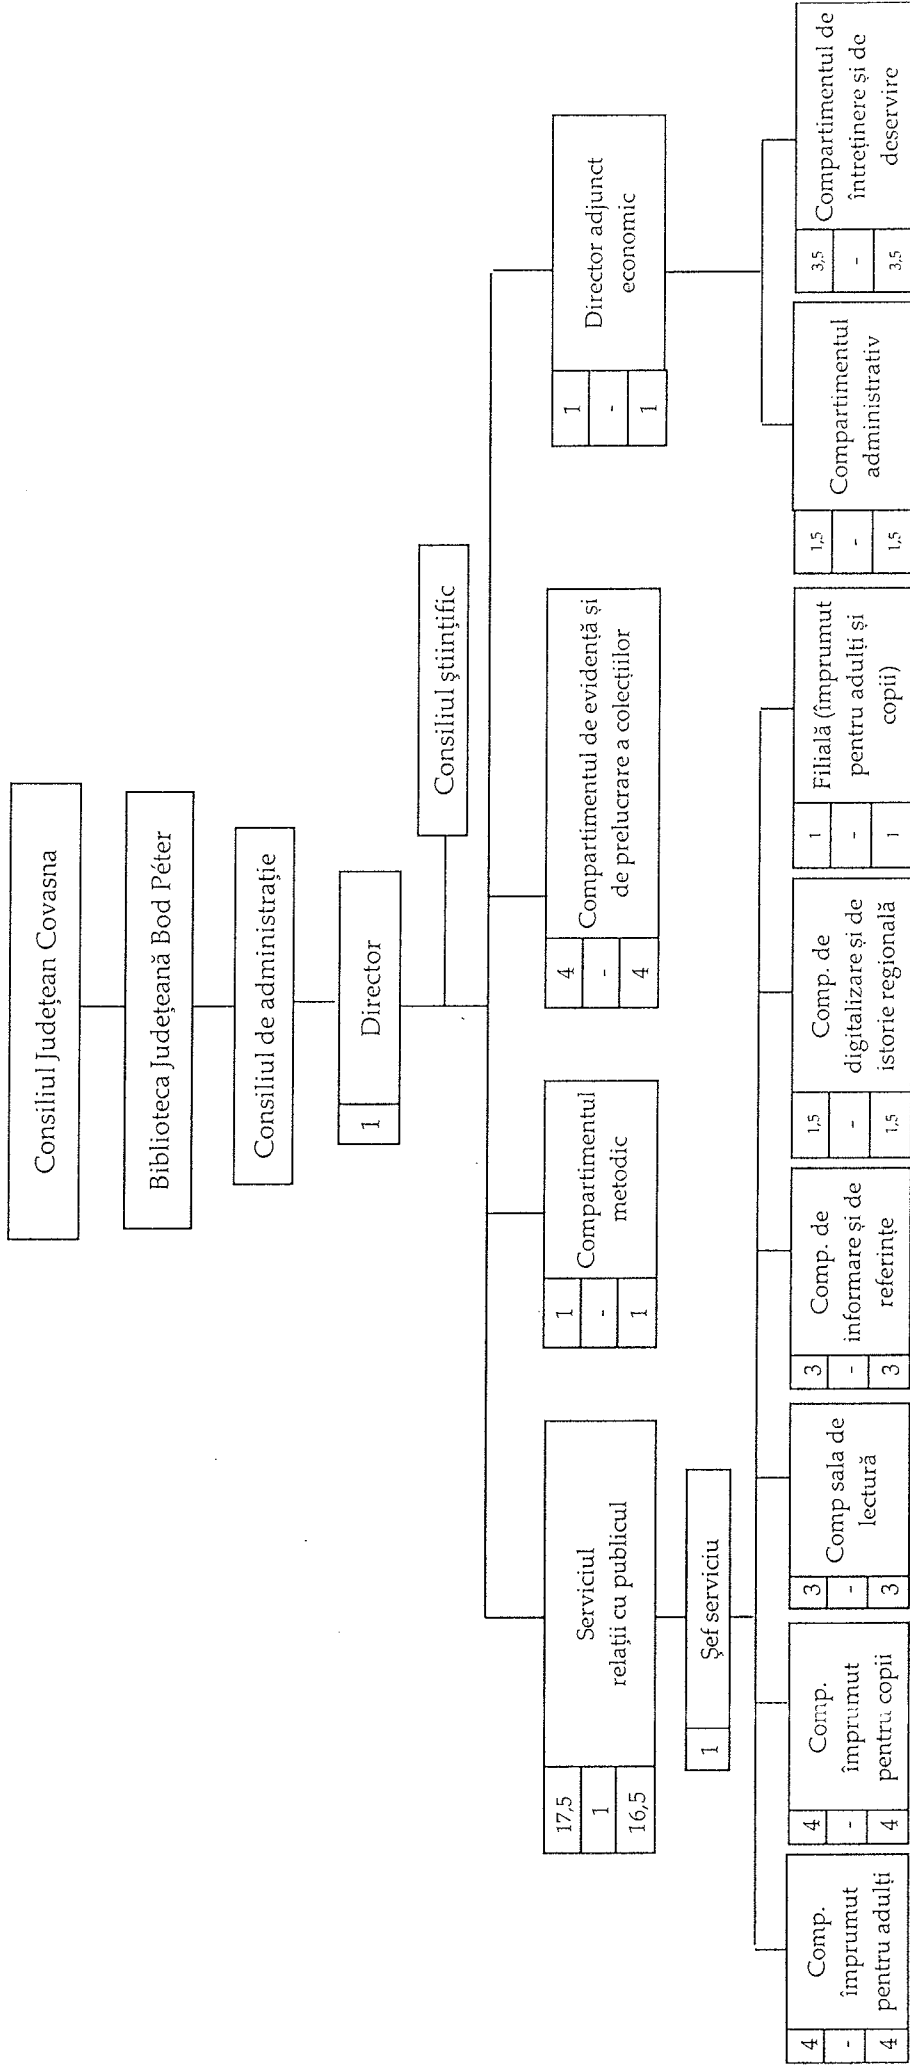 Consiliul Județean Covasna
Biblioteca Județeană Bod Péter
Consiliul de administrație
1
Director
Consiliul științific
17,5
1
16,5
Serviciul
relații cu publicul
1
-
1
Compartimentul
metodic
4
-
4
Compartimentul de evidență și
de prelucrare a colecțiilor
1
-
1
Director adjunct
economic
1
Șef serviciu
4
-
4
Comp.
împrumut
pentru adulți
4
-
4
Comp.
împrumut
pentru copii
3
-
3
Comp sala de
lectură
3
-
3
Comp. de
informare și de
referințe
1,5
-
1,5
Comp. de
digitalizare și de
istorie regională
1
-
1
Filială (împrumut
pentru adulți și
copii)
1,5
-
1,5
Compartimentul
administrativ
3,5
-
3,5
Compartimentul de
întreținere și de
deservire